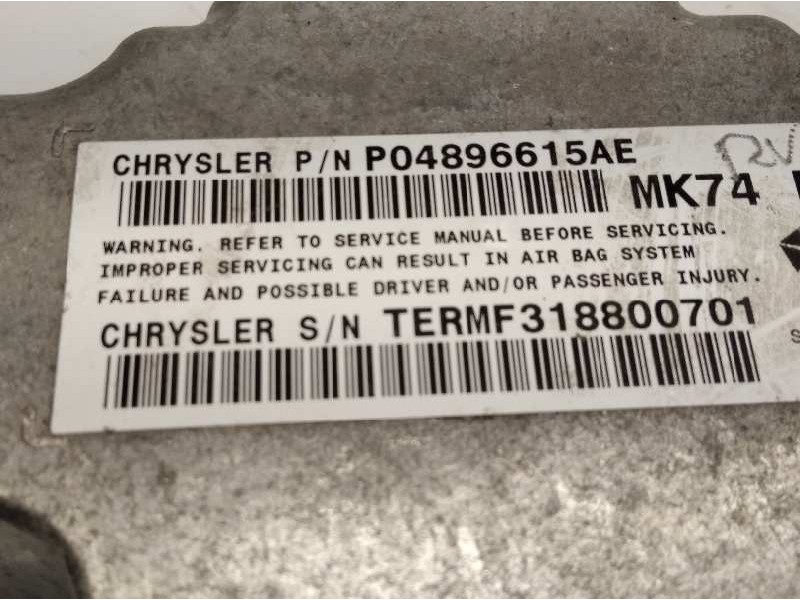 CHRYSLER P/N P04896615AE
MK74
WARNING. REFER TO SERVICE MANUAL BEFORE SERVICING.
IMPROPER SERVICING CAN RESULT IN AIR BAG SYSTEM
FAILURE AND POSSIBLE DRIVER AND/OR PASSENGER INJURY.
CHRYSLER S/N TERMF318800701